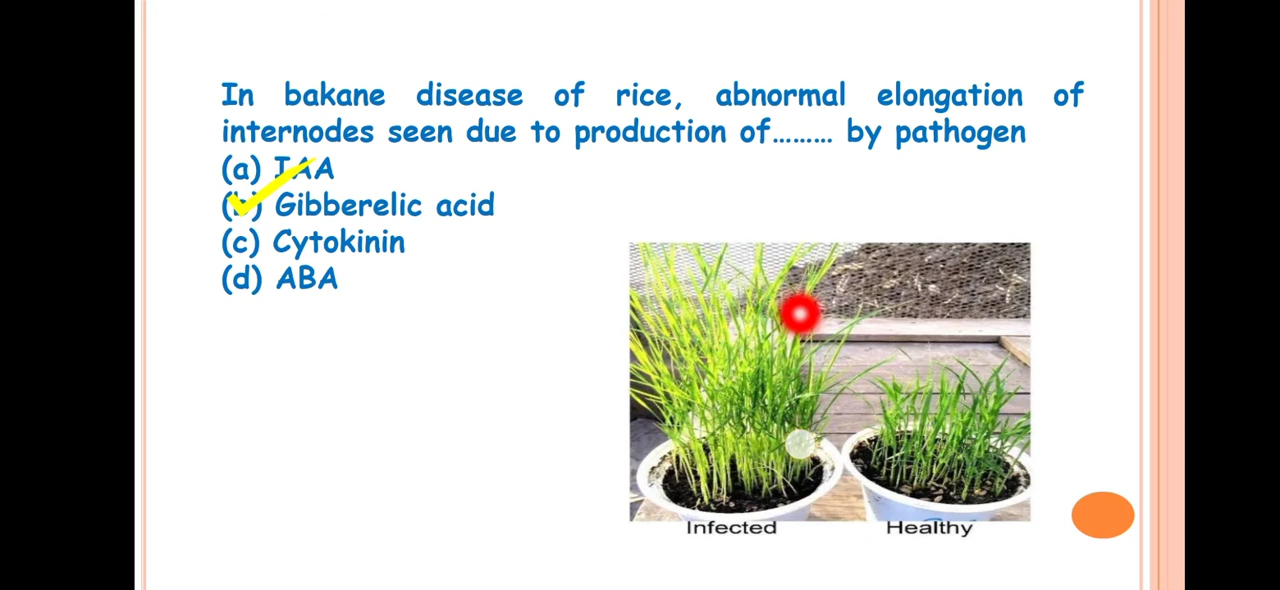 In bakane disease of rice, abnormal elongation of
internodes seen due to production of......... by pathogen
(a) IAA
(b) Gibberelic acid
(c) Cytokinin
(d) ABA
Infected Healthy